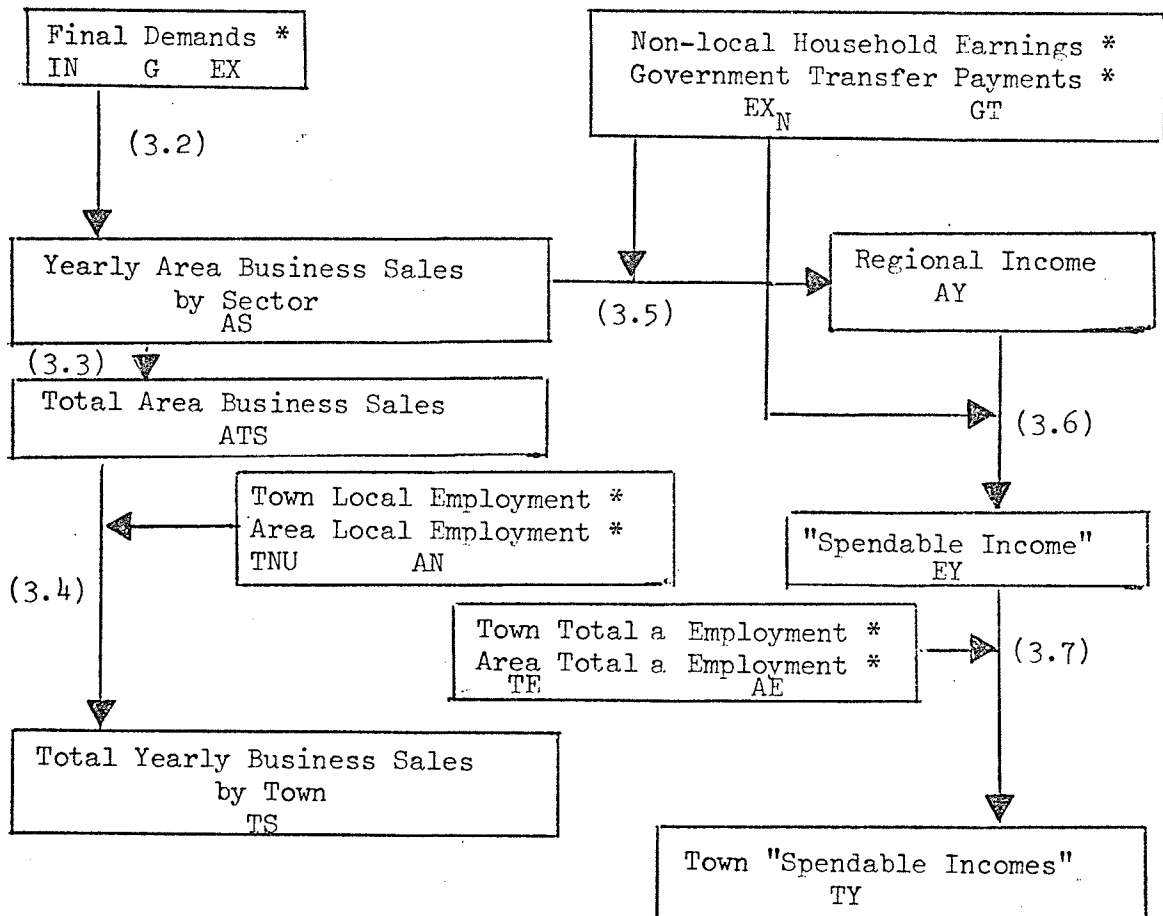 Final Demands *
IN G EX
Non-local Household Earnings *
Government Transfer Payments *
EX_N GT
(3.2)
Yearly Area Business Sales
by Sector
AS
(3.5)
Regional Income
AY
(3.3)
Total Area Business Sales
ATS
(3.6)
Town Local Employment *
Area Local Employment *
TNU AN
(3.4)
"Spendable Income"
EY
Town Total a Employment *
Area Total a Employment *
TE AE
(3.7)
Total Yearly Business Sales
by Town
TS
Town "Spendable Incomes"
TY